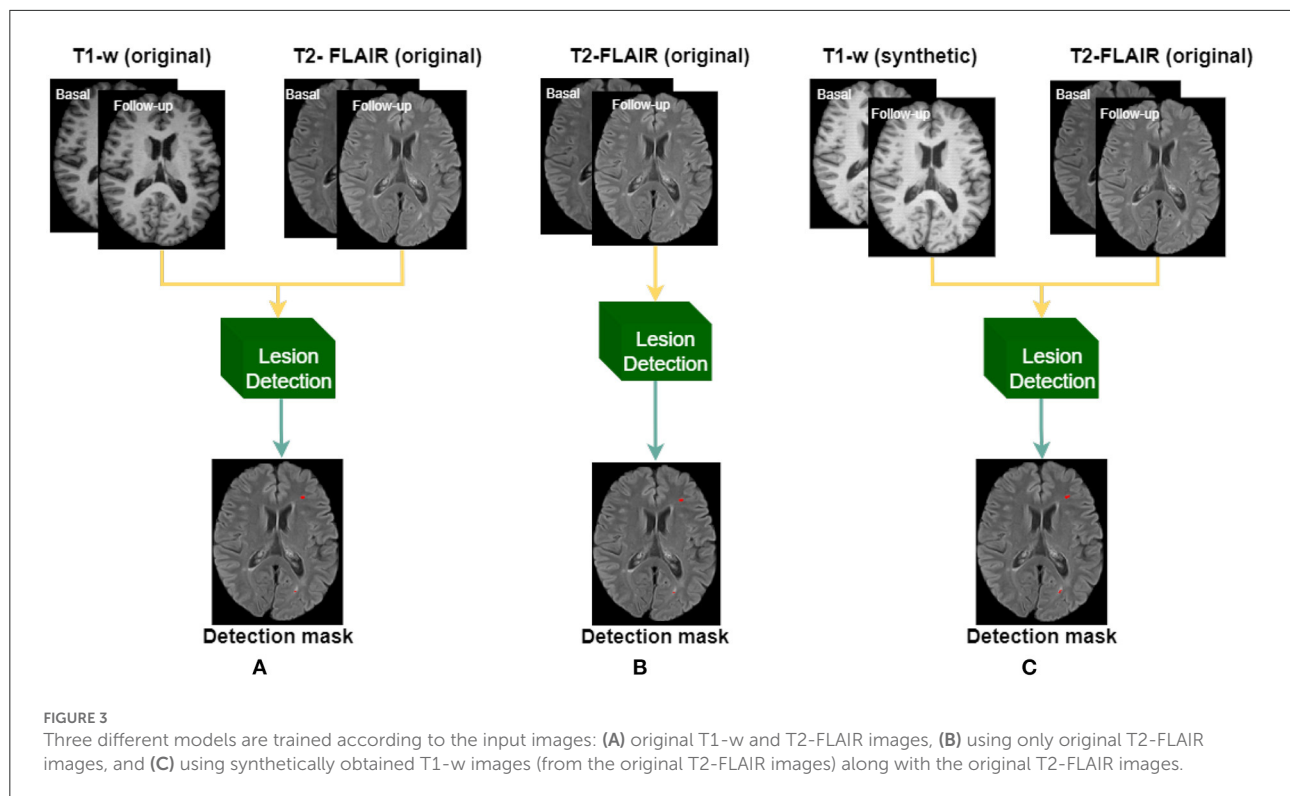 T1-w (original)
T2- FLAIR (original)
T2-FLAIR (original)
T1-w (synthetic)
T2-FLAIR (original)
Basal
Follow-up
Basal
Follow-up
Basal
Follow-up
Basal
Follow-up
Basal
Follow-up
Lesion
Detection
Lesion
Detection
Lesion
Detection
Detection mask
Detection mask
Detection mask
A
B
C
FIGURE 3
Three different models are trained according to the input images: (A) original T1-w and T2-FLAIR images, (B) using only original T2-FLAIR
images, and (C) using synthetically obtained T1-w images (from the original T2-FLAIR images) along with the original T2-FLAIR images.